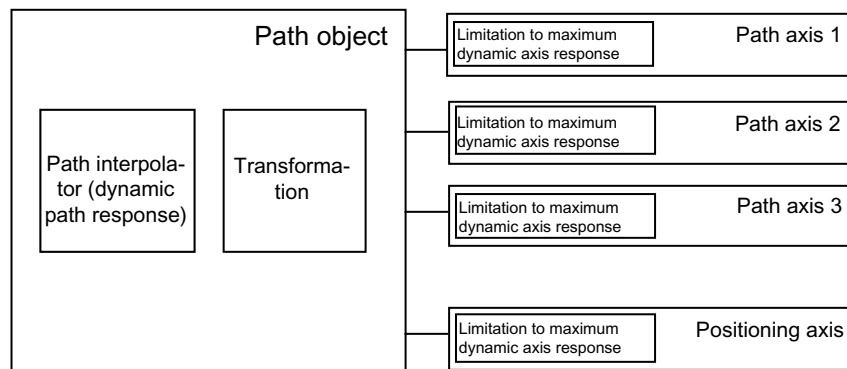 Path object
Path interpola-
tor (dynamic
path response)
Transforma-
tion
Limitation to maximum
dynamic axis response
Path axis 1
Limitation to maximum
dynamic axis response
Path axis 2
Limitation to maximum
dynamic axis response
Path axis 3
Limitation to maximum
dynamic axis response
Positioning axis